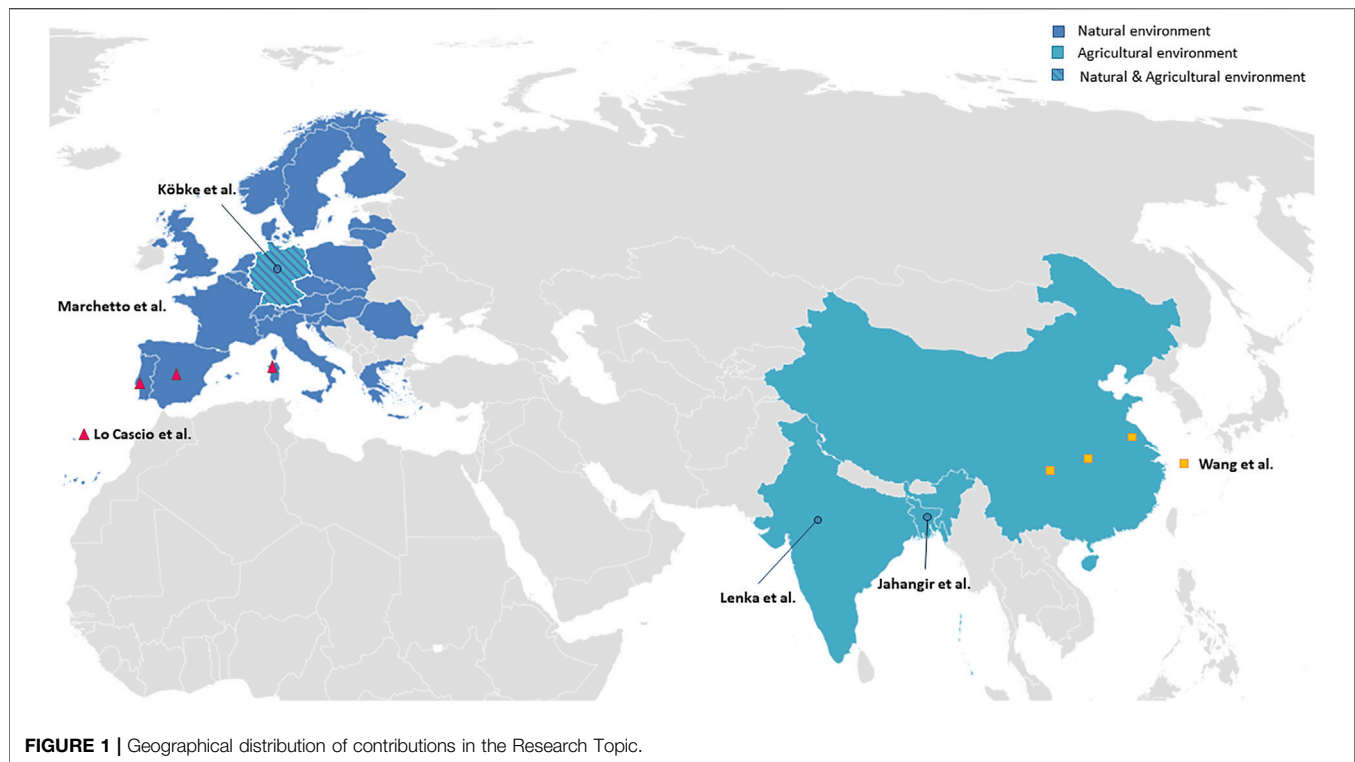 Natural environment
Agricultural environment
Natural & Agricultural environment
Köbke et al.
Marchetto et al.
Lo Cascio et al.
Wang et al.
Jahangir et al.
Lenka et al.
FIGURE 1 | Geographical distribution of contributions in the Research Topic.